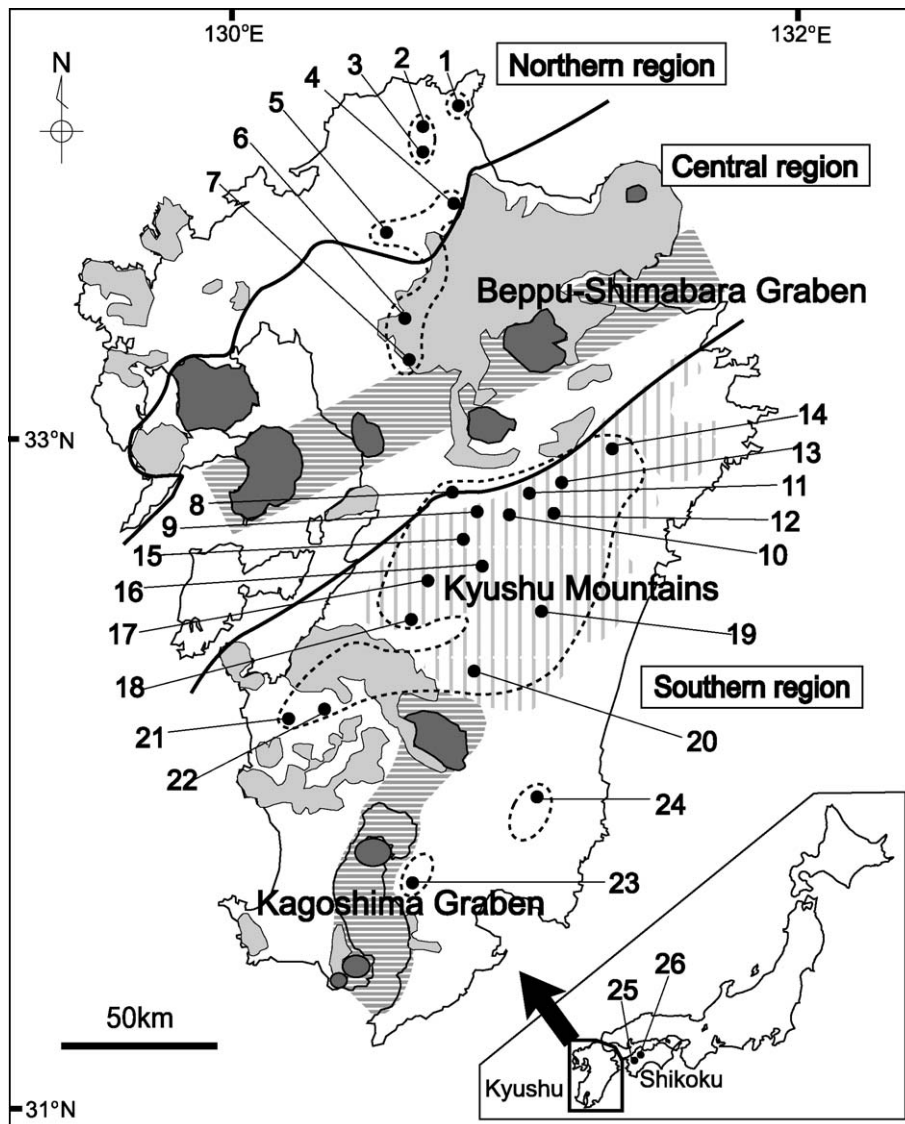 130°E
132°E
N
1
2
3
4
5
6
7
Northern region
Central region
Beppu-Shimabara Graben
33°N
14
13
8
11
9
12
15
10
16
Kyushu Mountains
17
19
18
Southern region
21
20
22
24
23
Kagoshima Graben
50km
26
25
Kyushu
Shikoku
31°N